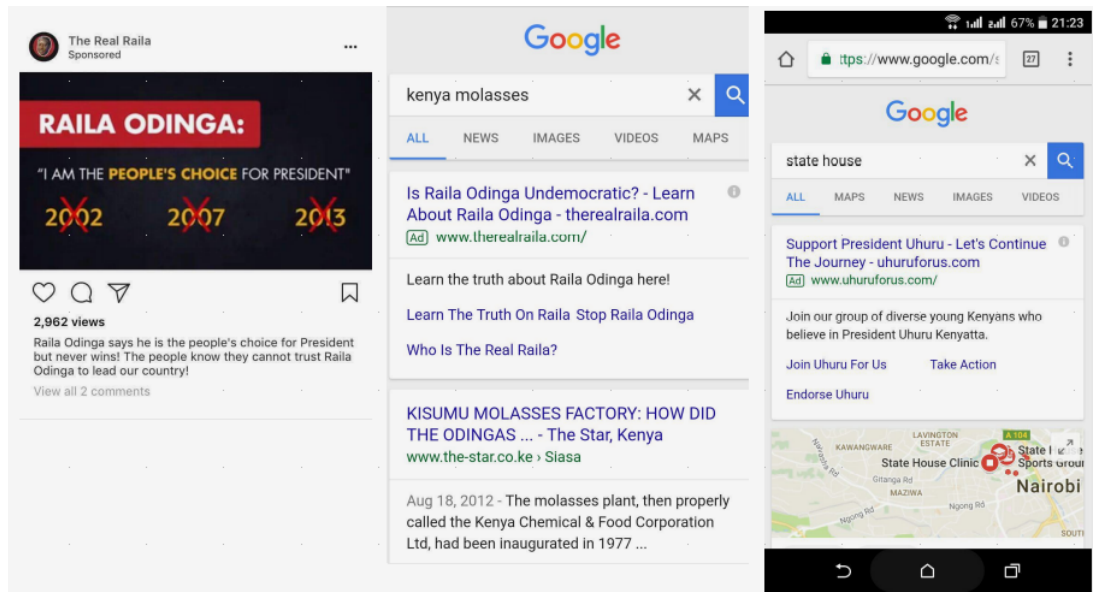 The Real Raila
Sponsored
RAILA ODINGA:
"I AM THE PEOPLE'S CHOICE FOR PRESIDENT"
2002 2007 2013
2,962 views
Raila Odinga says he is the people's choice for President
but never wins! The people know they cannot trust Raila
Odinga to lead our country!
View all 2 comments
Google
kenya molasses
ALL NEWS IMAGES VIDEOS MAPS
Is Raila Odinga Undemocratic? - Learn
About Raila Odinga - therealraila.com
Ad www.therealraila.com/
Learn the truth about Raila Odinga here!
Learn The Truth On Raila Stop Raila Odinga
Who Is The Real Raila?
KISUMU MOLASSES FACTORY: HOW DID
THE ODINGAS ... - The Star, Kenya
www.the-star.co.ke › Siasa
Aug 18, 2012 - The molasses plant, then properly
called the Kenya Chemical & Food Corporation
Ltd, had been inaugurated in 1977 ...
67% 21:23
ttps://www.google.com/s 27
Google
state house
ALL MAPS NEWS IMAGES VIDEOS
Support President Uhuru - Let's Continue
The Journey - uhuruforus.com
Ad www.uhuruforus.com/
Join our group of diverse young Kenyans who
believe in President Uhuru Kenyatta.
Join Uhuru For Us Take Action
Endorse Uhuru
LAVINGTON
ESTATE
A 104
KAWANGWARE
State
State House Clinic
Sports Groun
Gitanga Rd
MAZIWA
Nairobi
Ngong Rd
Ngong Rd
SOUT